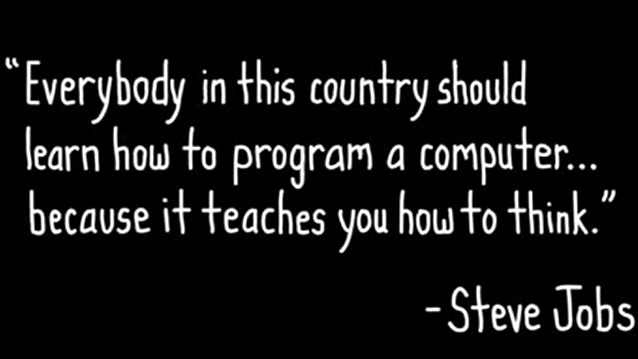 “Everybody in this country should
learn how to program a computer...
because it teaches you how to think.”
-Steve Jobs